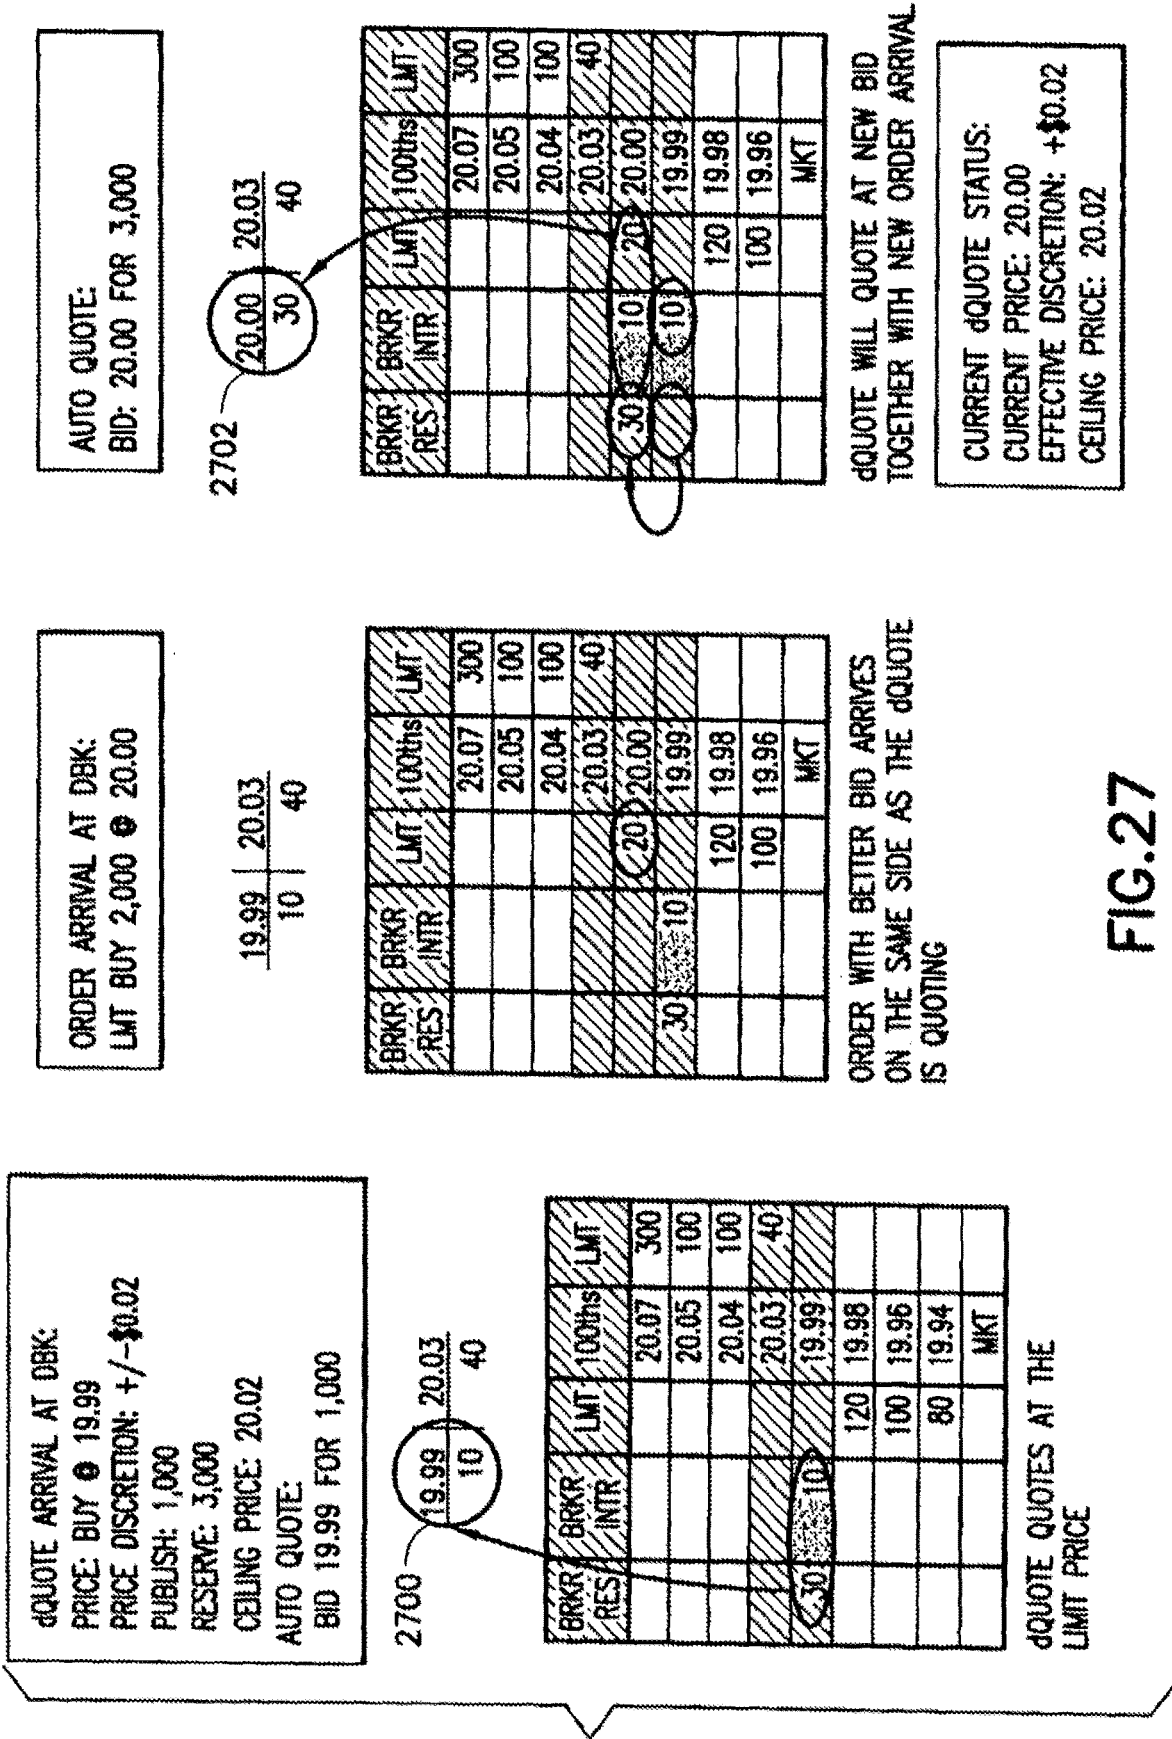 dQUOTE ARRIVAL AT DBK:
PRICE: BUY @ 19.99
PRICE DISCRETION: +/-$0.02
PUBLISH: 1,000
RESERVE: 3,000
CEILING PRICE: 20.02
AUTO QUOTE:
BID 19.99 FOR 1,000
2700
19.99 20.03
10 40
BRKR RES BRKR INTR LMT 100ths LMT
20.07 300
20.05 100
20.04 100
20.03 40
30 10 19.99
120 19.98
100 19.96
80 19.94
MKT
dQUOTE QUOTES AT THE
LIMIT PRICE
ORDER ARRIVAL AT DBK:
LMT BUY 2,000 @ 20.00
19.99 20.03
10 40
BRKR RES BRKR INTR LMT 100ths LMT
20.07 300
20.05 100
20.04 100
20.03 40
20 20.00
30 10 19.99
120 19.98
100 19.96
MKT
ORDER WITH BETTER BID ARRIVES
ON THE SAME SIDE AS THE dQUOTE
IS QUOTING
AUTO QUOTE:
BID: 20.00 FOR 3,000
2702
20.00 20.03
30 40
BRKR RES BRKR INTR LMT 100ths LMT
20.07 300
20.05 100
20.04 100
20.03 40
30 10 20 20.00
10 19.99
120 19.98
100 19.96
MKT
dQUOTE WILL QUOTE AT NEW BID
TOGETHER WITH NEW ORDER ARRIVAL
CURRENT dQUOTE STATUS:
CURRENT PRICE: 20.00
EFFECTIVE DISCRETION: +$0.02
CEILING PRICE: 20.02
FIG.27